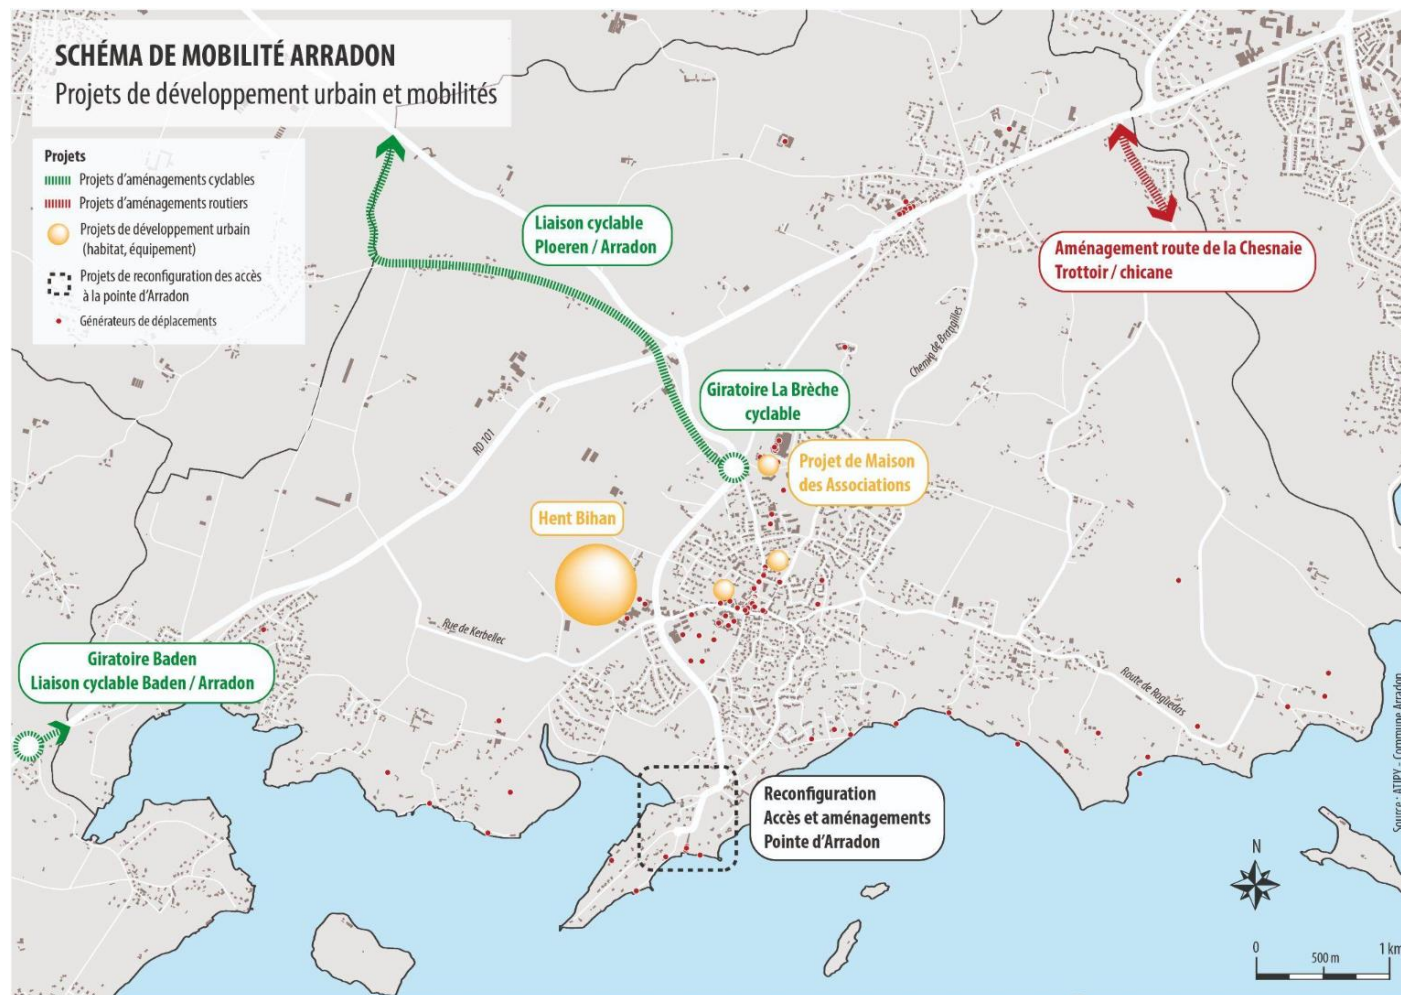 SCHÉMA DE MOBILITÉ ARRADON
Projets de développement urbain et mobilités
Projets
Projets d'aménagements cyclables
Projets d'aménagements routiers
Projets de développement urbain
(habitat, équipement)
Projets de reconfiguration des accès
à la pointe d'Arradon
Générateurs de déplacements
Liaison cyclable
Ploeren / Arradon
Aménagement route de la Chesnaie
Trottoir / chicane
Chemin de Branguilles
Giratoire La Brèche
cyclable
RD 101
Projet de Maison
des Associations
Hent Bihan
Rue de Kerbellec
Giratoire Baden
Liaison cyclable Baden / Arradon
Route de Roguedas
Reconfiguration
Accès et aménagements
Pointe d'Arradon
Source : ATIPY - Commune Arradon
N
0
500 m
1 km